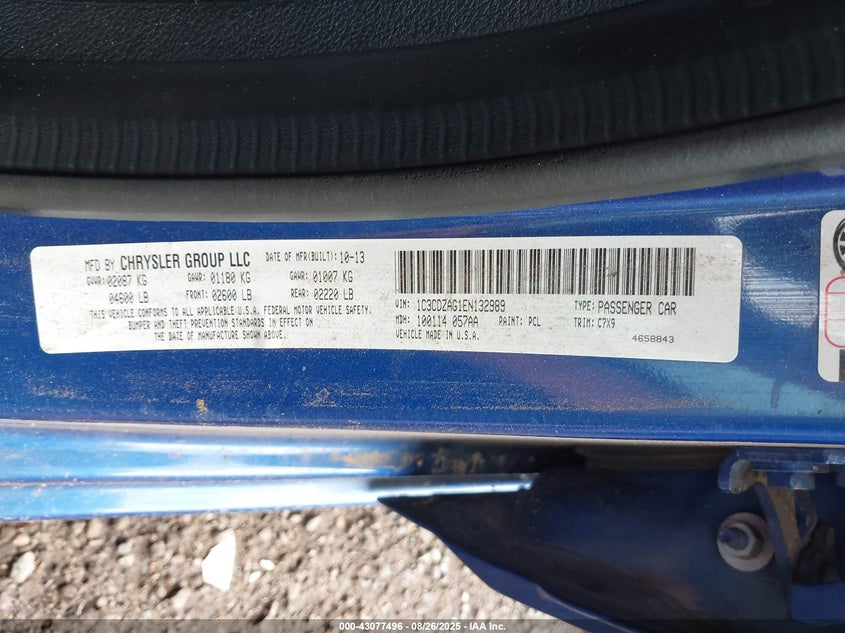 MFD BY CHRYSLER GROUP LLC DATE OF MFR(BUILT): 10-13
GVWR: 02087 KG GAWR: 01180 KG GAWR: 01007 KG
04600 LB FRONT: 02600 LB REAR: 02220 LB
THIS VEHICLE CONFORMS TO ALL APPLICABLE U.S.A. FEDERAL MOTOR VEHICLE SAFETY,
BUMPER AND THEFT PREVENTION STANDARDS IN EFFECT ON
THE DATE OF MANUFACTURE SHOWN ABOVE.
VIN: 1C3CDZAG1EN132989 TYPE: PASSENGER CAR
MDH: 100114 057AA PAINT: PCL TRIM: C7X9
VEHICLE MADE IN U.S.A. 4658843
000-43077496 - 08/26/2025 - IAA Inc.